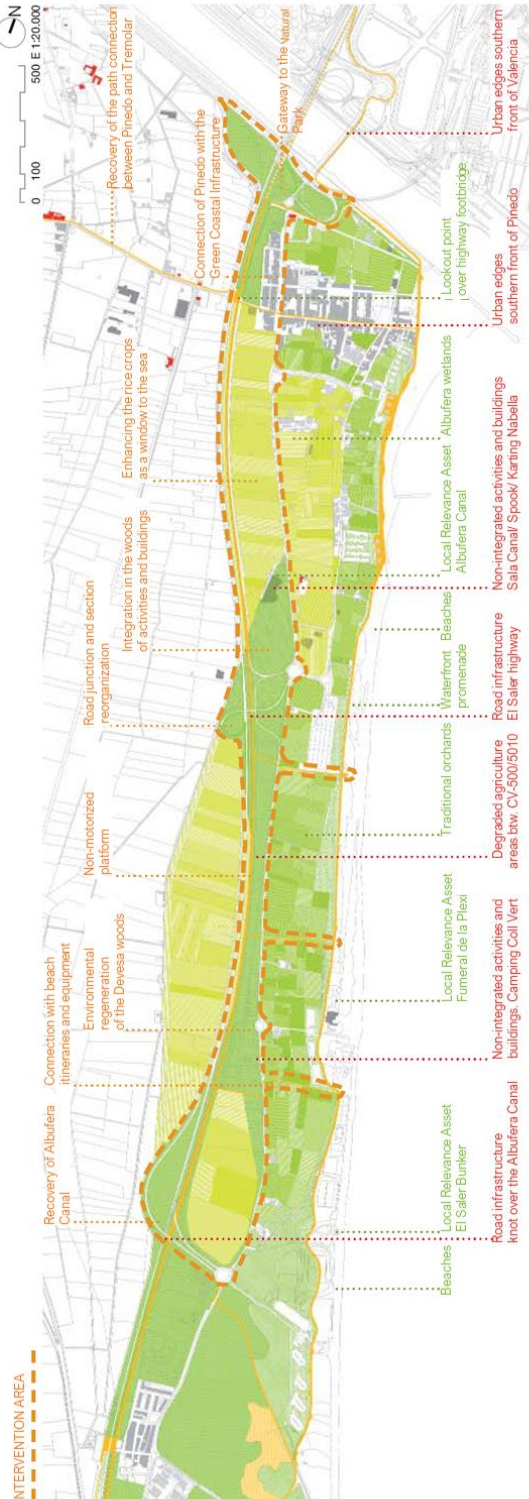 INTERVENTION AREA
0 100 500 E 1:20.000
N
Recovery of Albufera
Canal
Connection with beach
itineraries and equipment
Environmental
regeneration
of the Devesa woods
Non-motorized
platform
Road junction and section
reorganization
Integration in the woods
of activities and buildings
Enhancing the rice crops
as a window to the sea
Connection of Pinedo with the
Green Coastal Infrastructure
Recovery of the path connection
between Pinedo and Tremolar
Gateway to the Natural
Park
Beaches
Local Relevance Asset
El Saler Bunker
Local Relevance Asset
Fumeral de la Plexi
Traditional orchards
Waterfront
promenade
Beaches
Local Relevance Asset
Albufera Canal
Albufera wetlands
Lookout point
over highway footbridge
Road infrastructure
knot over the Albufera Canal
Non-integrated activities and
buildings. Camping Coll Vert
Degraded agriculture
areas btw. CV-500/5010
Road infrastructure
El Saler highway
Non-integrated activities and buildings
Sala Canal/ Spook/ Karting Nabella
Urban edges
southern front of Pinedo
Urban edges southern
front of Valencia